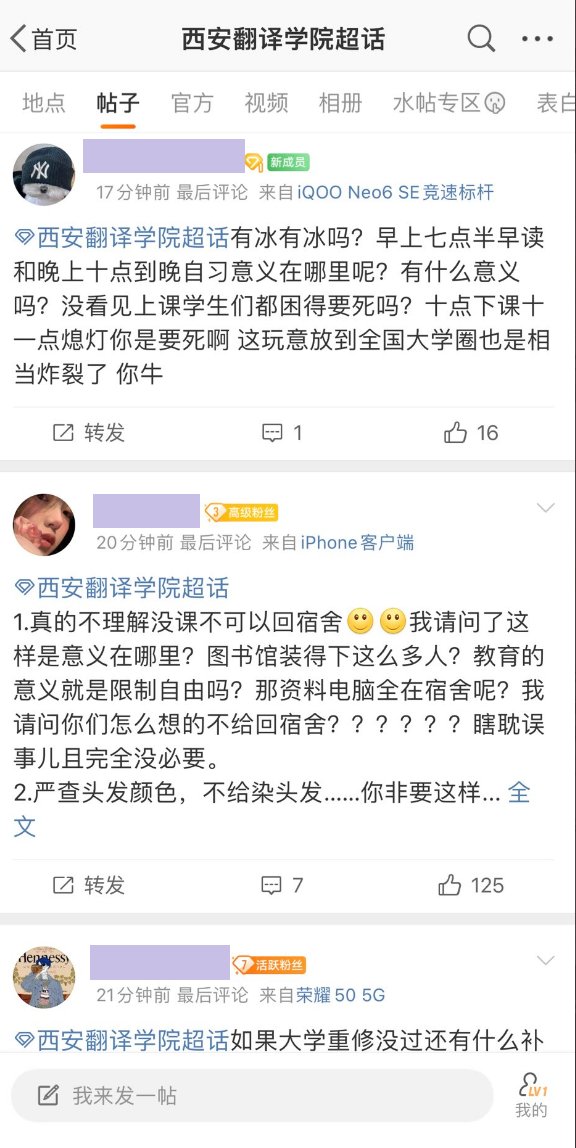 首页
西安翻译学院超话
地点 帖子 官方 视频 相册 水帖专区 表白
新成员
17分钟前 最后评论 来自iQOO Neo6 SE竞速标杆
西安翻译学院超话有冰有冰吗？早上七点半早读
和晚上十点到晚自习意义在哪里呢？有什么意义
吗？没看见上课学生们都困得要死吗？十点下课十
一点熄灯你是要死啊 这玩意放到全国大学圈也是相
当炸裂了 你牛
转发 1 16
3 高级粉丝
20分钟前 最后评论 来自iPhone客户端
西安翻译学院超话
1.真的不理解没课不可以回宿舍🙂🙂我请问了这
样是意义在哪里？图书馆装得下这么多人？教育的
意义就是限制自由吗？那资料电脑全在宿舍呢？我
请问你们怎么想的不给回宿舍？？？？？？瞎耽误
事儿且完全没必要。
2.严查头发颜色，不给染头发......你非要这样... 全
文
转发 7 125
Hennessy
7 活跃粉丝
21分钟前 最后评论 来自荣耀50 5G
西安翻译学院超话如果大学重修没过还有什么补
我来发一帖
LV1
我的